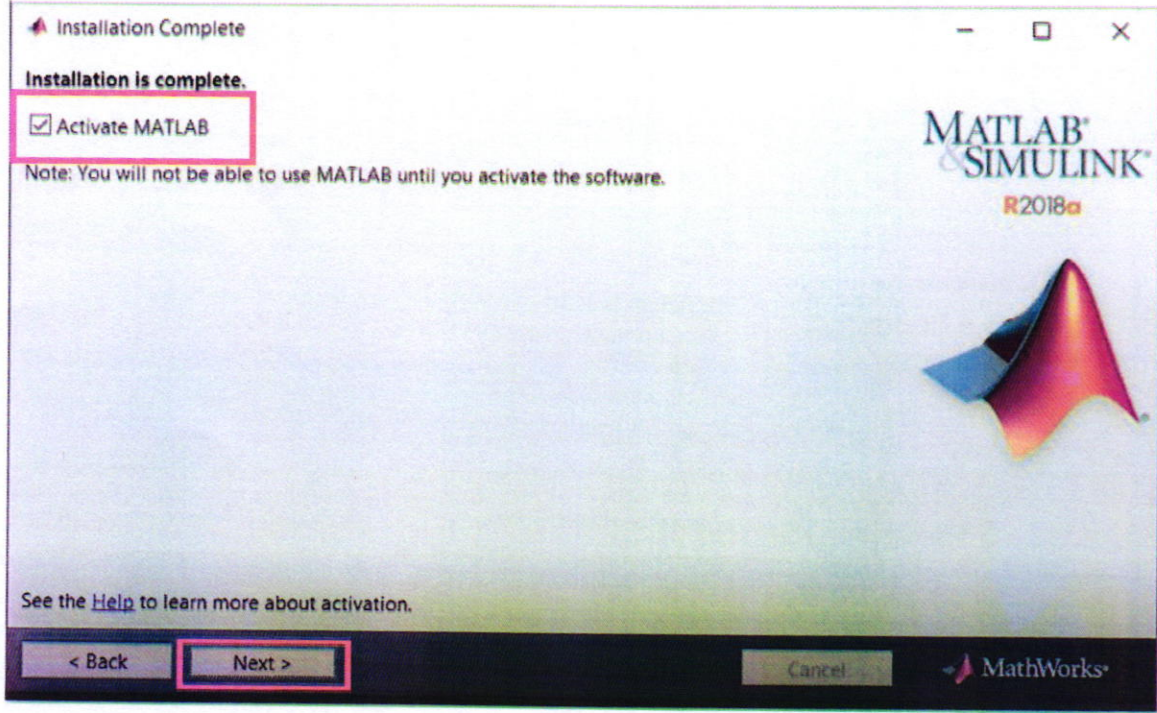 Installation Complete
Installation is complete.
Activate MATLAB
Note: You will not be able to use MATLAB until you activate the software.
MATLAB®
&SIMULINK®
R2018a
See the Help to learn more about activation.
< Back
Next >
Cancel
MathWorks®